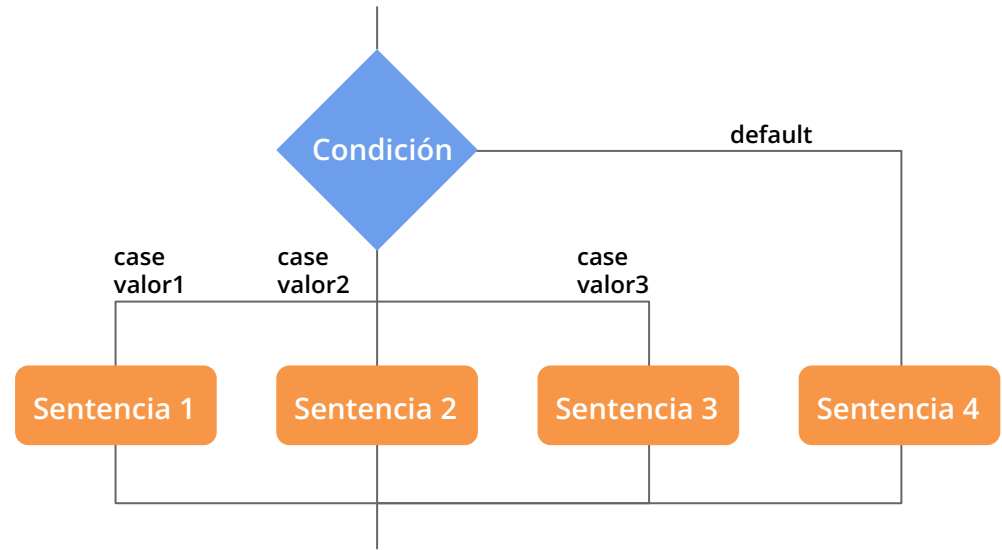 Condición
default
case
valor1
case
valor2
case
valor3
Sentencia 1
Sentencia 2
Sentencia 3
Sentencia 4